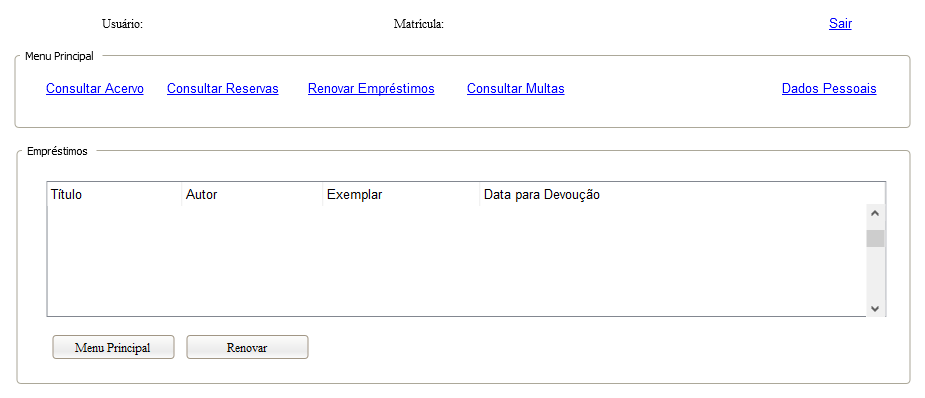 Usuário: Matricula: Sair
Menu Principal
Consultar Acervo Consultar Reservas Renovar Empréstimos Consultar Multas Dados Pessoais
Empréstimos
Título Autor Exemplar Data para Devoução
Menu Principal Renovar